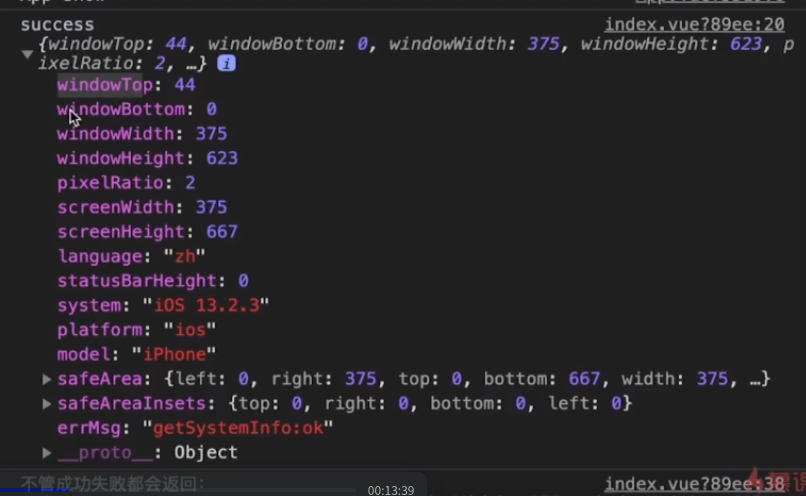 success index.vue?89ee:20
{windowTop: 44, windowBottom: 0, windowWidth: 375, windowHeight: 623, p
ixelRatio: 2, …} i
windowTop: 44
windowBottom: 0
windowWidth: 375
windowHeight: 623
pixelRatio: 2
screenWidth: 375
screenHeight: 667
language: "zh"
statusBarHeight: 0
system: "iOS 13.2.3"
platform: "ios"
model: "iPhone"
safeArea: {left: 0, right: 375, top: 0, bottom: 667, width: 375, …}
safeAreaInsets: {top: 0, right: 0, bottom: 0, left: 0}
errMsg: "getSystemInfo:ok"
__proto__: Object
不管成功失败都会返回: index.vue?89ee:38
00:13:39